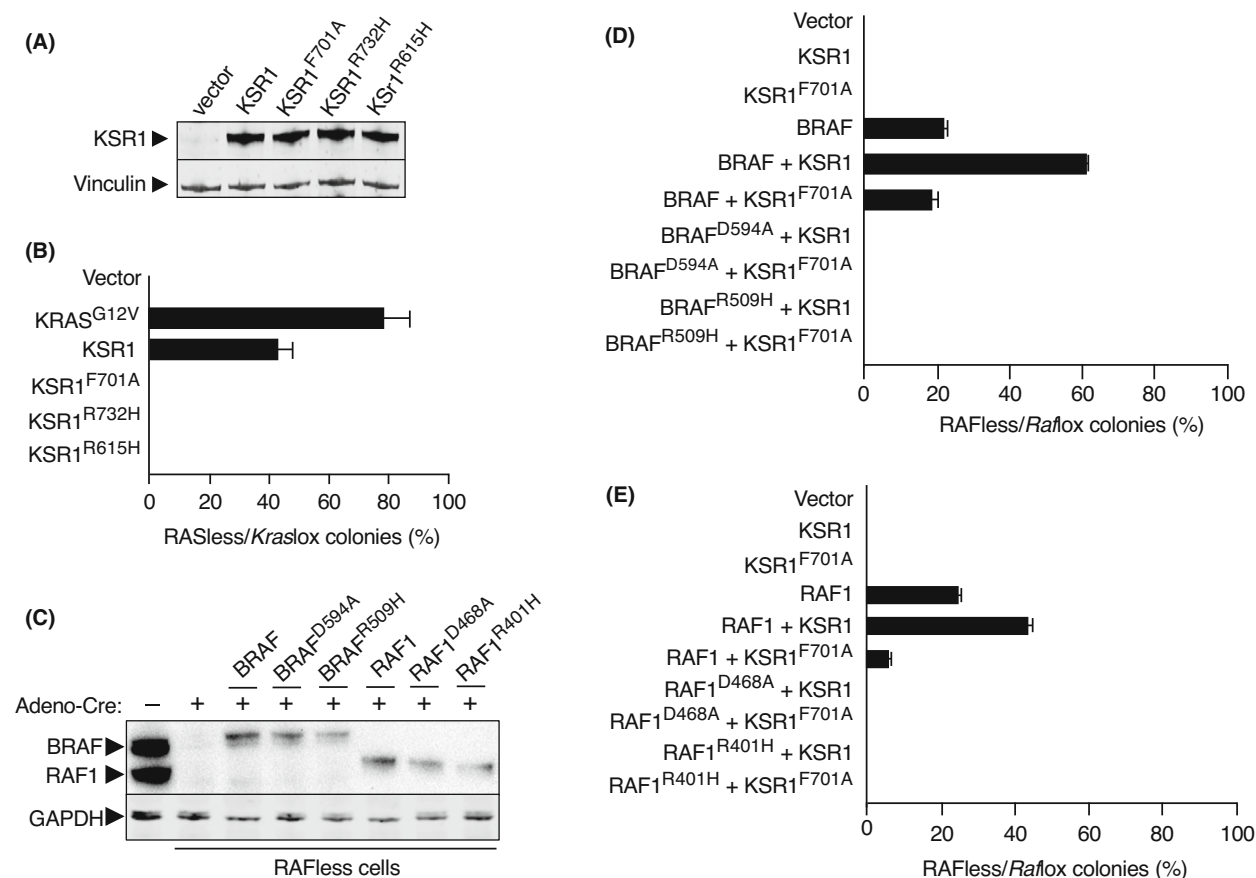 (A)
vector
KSR1
KSR1F701A
KSR1R732H
KSr1R615H
KSR1
Vinculin
(B)
Vector
KRASG12V
KSR1
KSR1F701A
KSR1R732H
KSR1R615H
0 20 40 60 80 100
RASless/Kraslox colonies (%)
(C)
BRAF
BRAFD594A
BRAFR509H
RAF1
RAF1D468A
RAF1R401H
Adeno-Cre: – + + + + + + +
BRAF
RAF1
GAPDH
RAFless cells
(D)
Vector
KSR1
KSR1F701A
BRAF
BRAF + KSR1
BRAF + KSR1F701A
BRAFD594A + KSR1
BRAFD594A + KSR1F701A
BRAFR509H + KSR1
BRAFR509H + KSR1F701A
0 20 40 60 80 100
RAFless/Raflox colonies (%)
(E)
Vector
KSR1
KSR1F701A
RAF1
RAF1 + KSR1
RAF1 + KSR1F701A
RAF1D468A + KSR1
RAF1D468A + KSR1F701A
RAF1R401H + KSR1
RAF1R401H + KSR1F701A
0 20 40 60 80 100
RAFless/Raflox colonies (%)